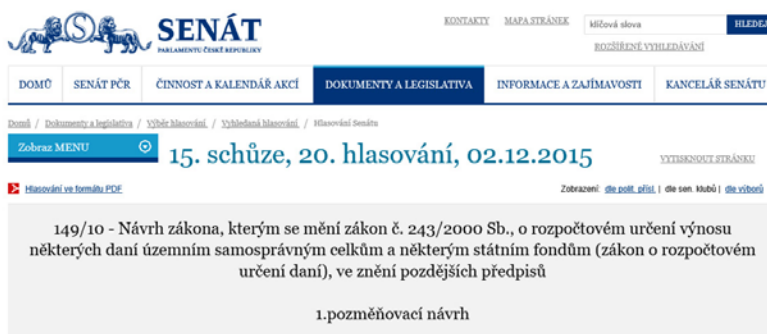 SENÁT
PARLAMENTU ČESKÉ REPUBLIKY
KONTAKTY MAPA STRÁNEK klíčová slova HLEDEJ
ROZŠÍŘENÉ VYHLEDÁVÁNÍ
DOMŮ SENÁT PČR ČINNOST A KALENDÁŘ AKCÍ DOKUMENTY A LEGISLATIVA INFORMACE A ZAJÍMAVOSTI KANCELÁŘ SENÁTU
Domů / Dokumenty a legislativa / Výběr hlasování / Vyhledaná hlasování / Hlasování Senátu
Zobraz MENU
15. schůze, 20. hlasování, 02.12.2015
VYTISKNOUT STRÁNKU
Hlasování ve formátu PDF Zobrazení: dle polit. přísl. | dle sen. klubů | dle výborů
149/10 - Návrh zákona, kterým se mění zákon č. 243/2000 Sb., o rozpočtovém určení výnosu
některých daní územním samosprávným celkům a některým státním fondům (zákon o rozpočtovém
určení daní), ve znění pozdějších předpisů
1.pozměňovací návrh